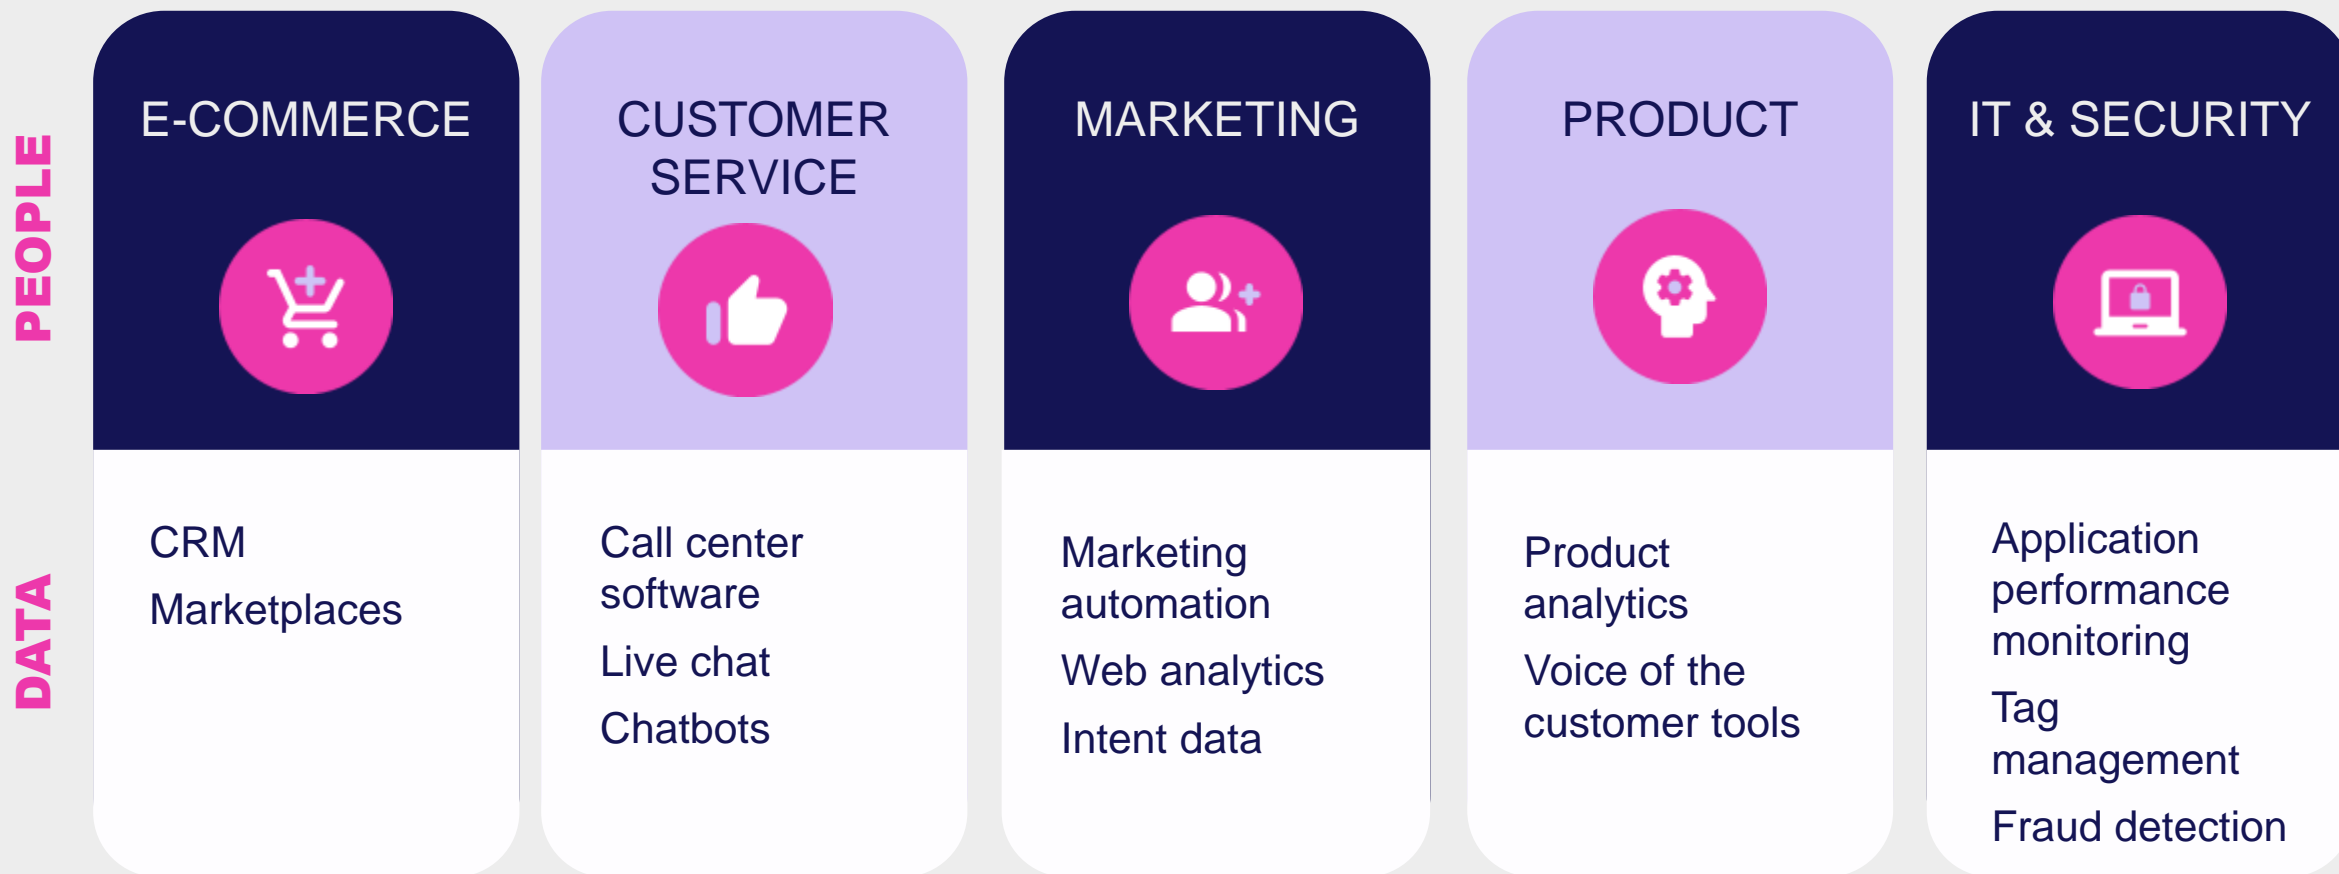 PEOPLE
E-COMMERCE
CUSTOMER
SERVICE
MARKETING
PRODUCT
IT & SECURITY
DATA
CRM
Marketplaces
Call center
software
Live chat
Chatbots
Marketing
automation
Web analytics
Intent data
Product
analytics
Voice of the
customer tools
Application
performance
monitoring
Tag
management
Fraud detection